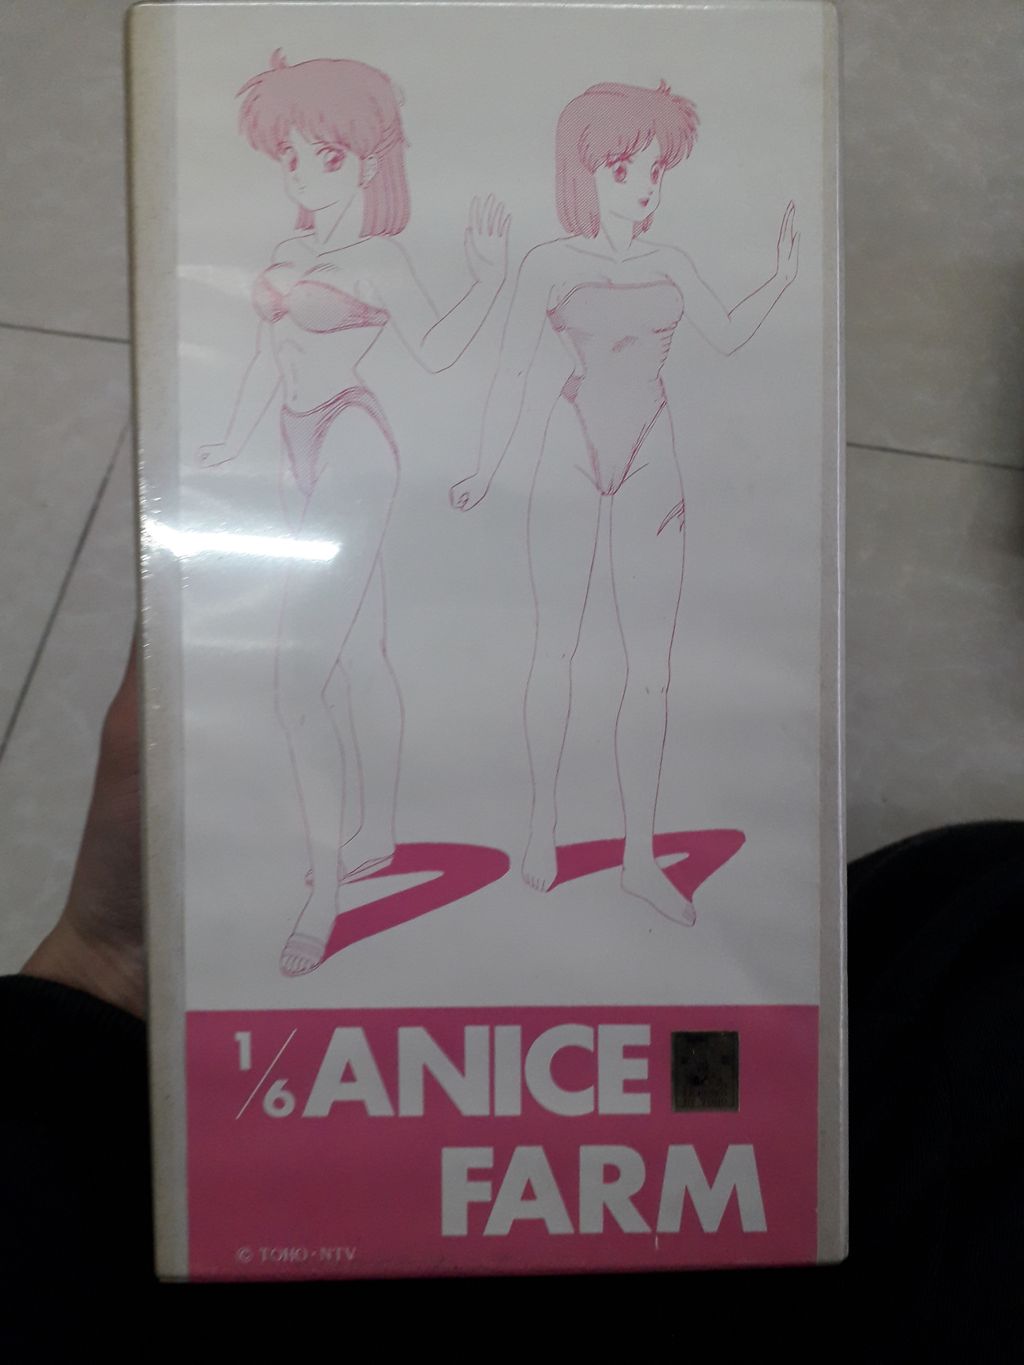 1/6 ANICE
FARM
© TOHO・NTV